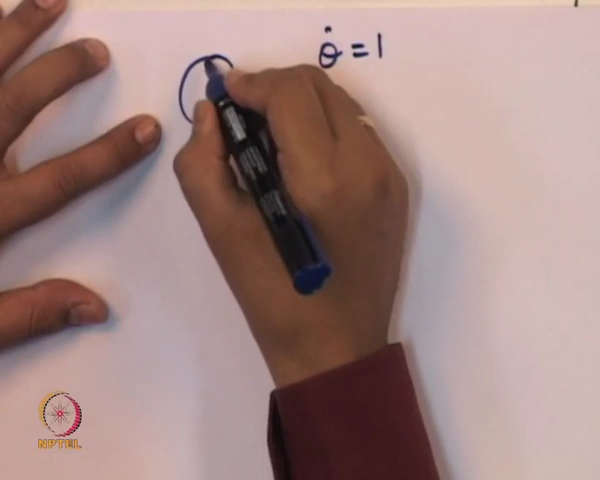 θ̇ = 1
NPTEL